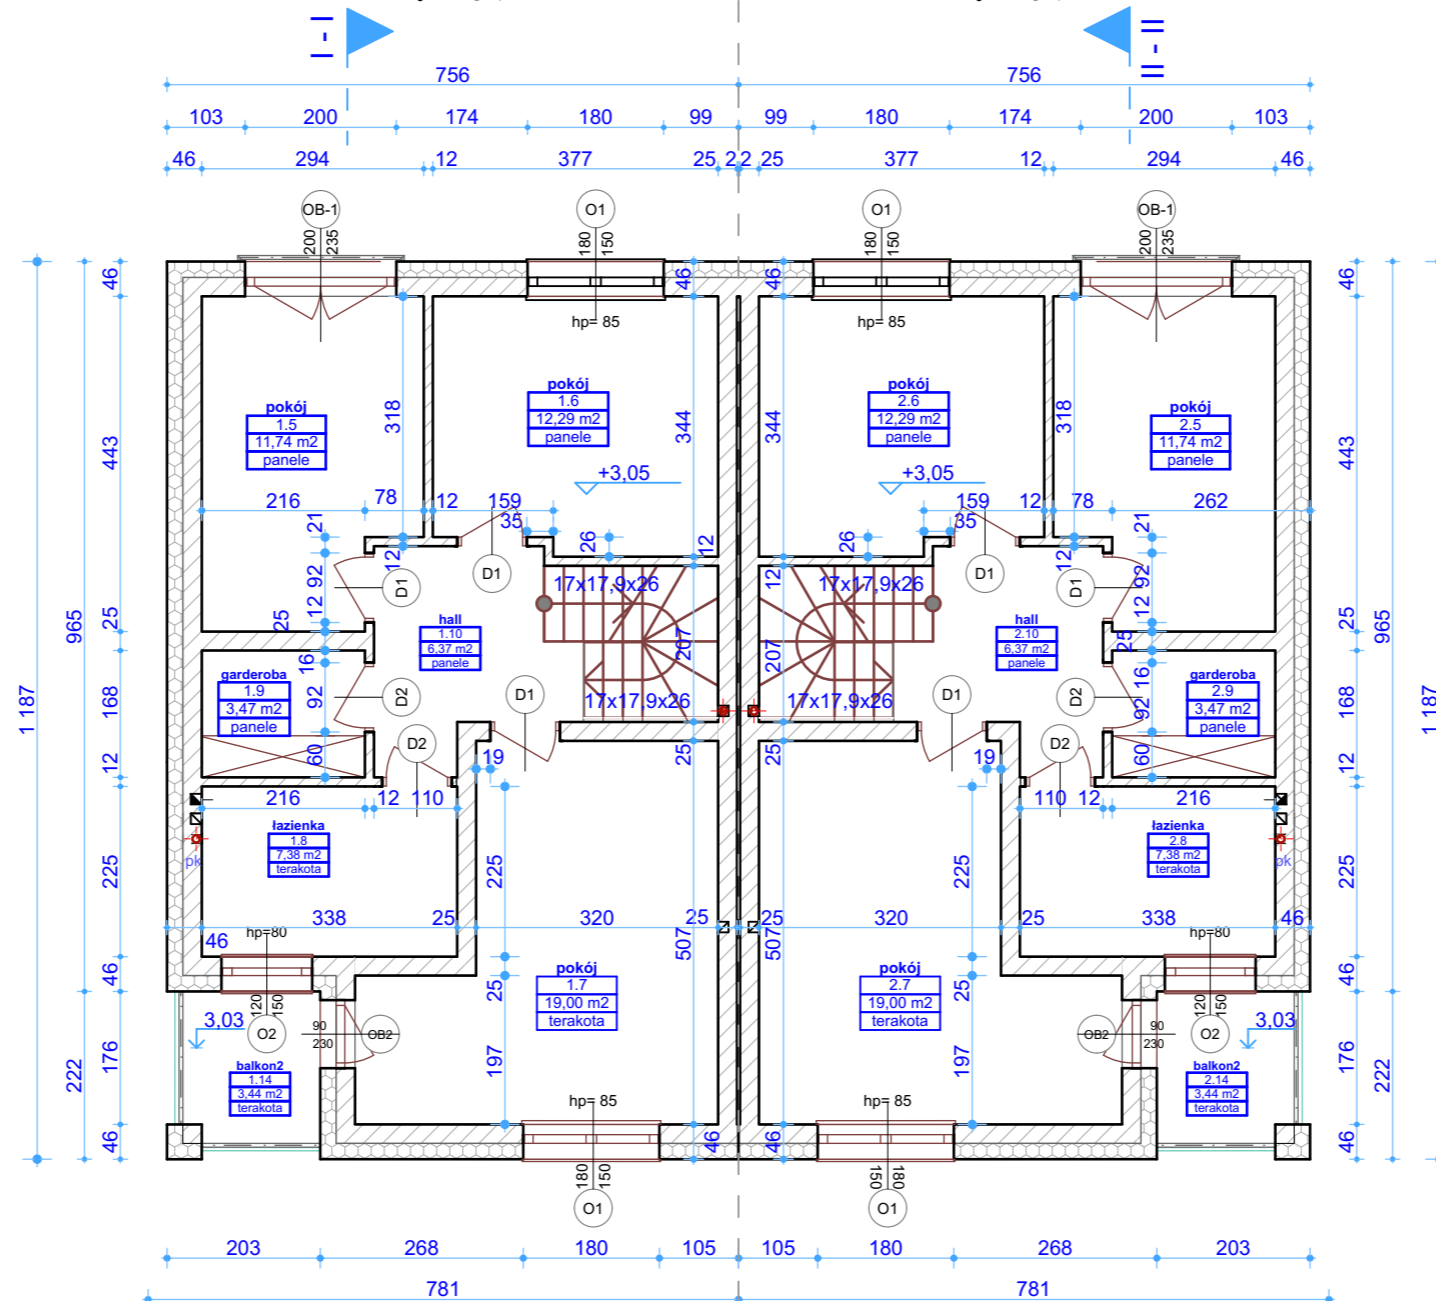 I - I
II - II
756 756
103 200 174 180 99 99 180 174 200 103
46 294 12 377 25 2 2 25 377 12 294 46
OB-1 O1 O1 OB-1
200 235 180 150 180 150 200 235
46 46 46 46
hp= 85 hp= 85
pokój
1.5
11,74 m2
panele
318
pokój
1.6
12,29 m2
panele
344
344
pokój
2.6
12,29 m2
panele
318
pokój
2.5
11,74 m2
panele
443 443
+3,05 +3,05
216 78 12 159 159 12 78 262
35 35
21 12 26 12 26 12 12 21
92 D1 D1 17x17,9x26 17x17,9x26 D1 D1 92
12 25 12 25
25 25
965 965
1 187 1 187
hall
1.10
6,37 m2
panele
207 207
hall
2.10
6,37 m2
panele
16 16
garderoba
1.9
3,47 m2
panele
garderoba
2.9
3,47 m2
panele
168 92 D2 D1 17x17,9x26 17x17,9x26 D1 D2 92 168
D2 D2
12 60 19 25 25 19 60 12
216 12 110 110 12 216
łazienka
1.8
7,38 m2
terakota
łazienka
2.8
7,38 m2
terakota
pk pk
225 225 225 225
338 25 320 25 25 320 25 338 46
46 hp=80 507 507 hp=80
46 25 25 46
pokój
1.7
19,00 m2
terakota
pokój
2.7
19,00 m2
terakota
120 150 120 150
3,03 O2 90 230 OB2 OB2 90 230 O2 3,03
222 176 197 197 176 222
balkon2
1.14
3,44 m2
terakota
balkon2
2.14
3,44 m2
terakota
hp= 85 hp= 85
46 46 46 46
180 150 150 180
O1 O1
203 268 180 105 105 180 268 203
781 781